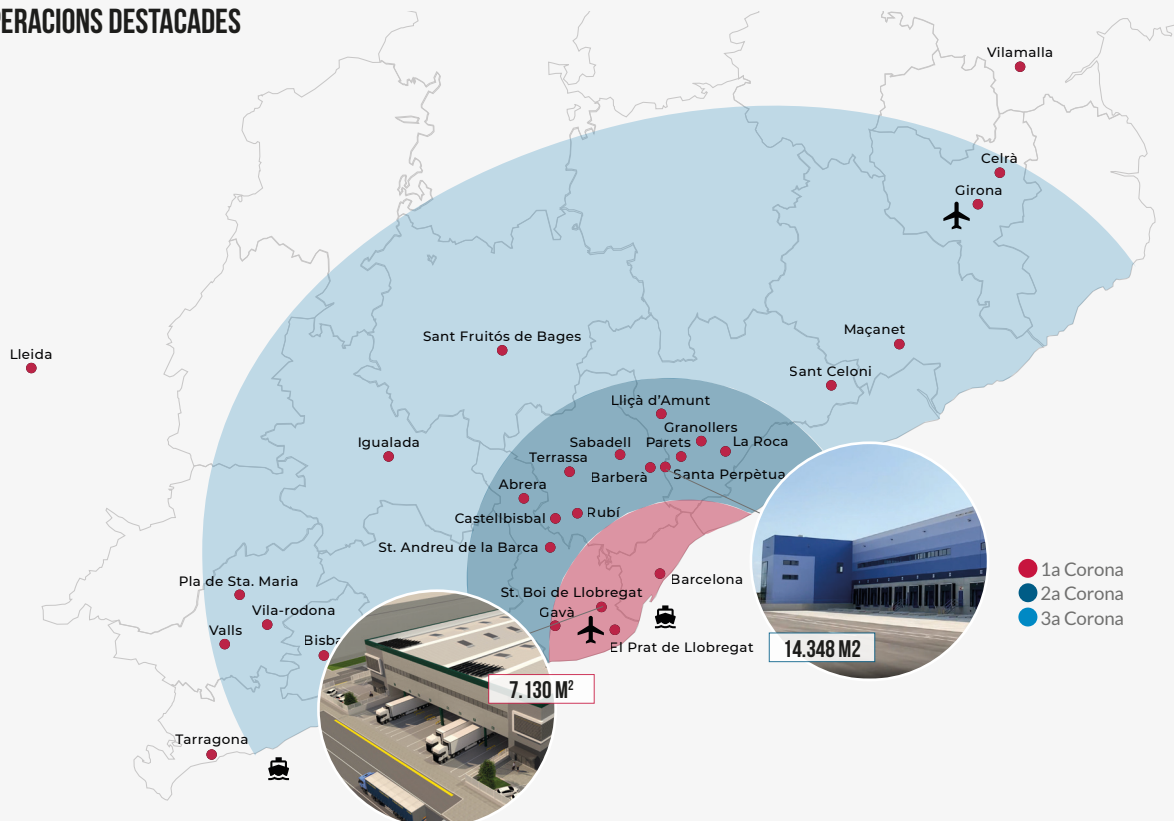 ERACIONS DESTACADES
Vilamalla
Celrà
Girona
Maçanet
Sant Fruitós de Bages
Lleida
Sant Celoni
Lliçà d'Amunt
Granollers
Igualada
Sabadell
Parets
La Roca
Terrassa
Barberà
Santa Perpètua
Abrera
Castellbisbal
Rubí
St. Andreu de la Barca
1a Corona
Pla de Sta. Maria
Barcelona
2a Corona
St. Boi de Llobregat
Vila-rodona
Gavà
3a Corona
Valls
Bisba
El Prat de Llobregat
14.348 M2
7.130 M²
Tarragona